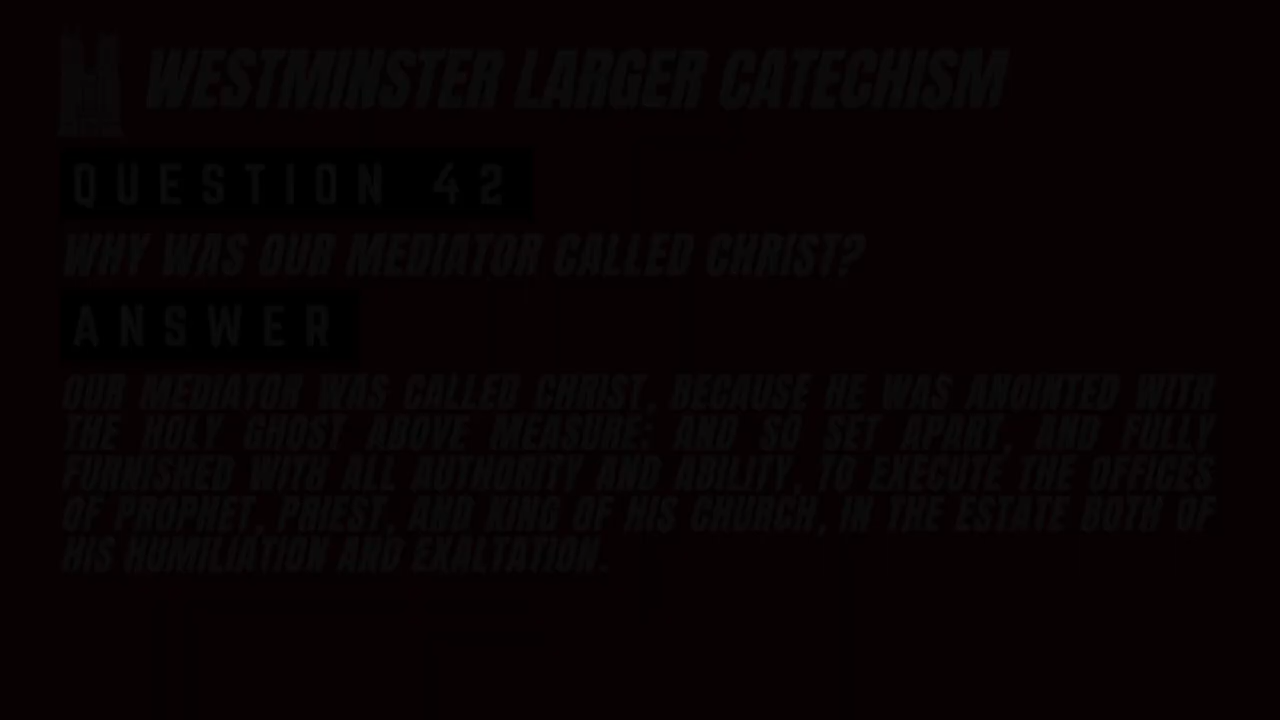 WESTMINSTER LARGER CATECHISM
QUESTION 42
WHY WAS OUR MEDIATOR CALLED CHRIST?
ANSWER
OUR MEDIATOR WAS CALLED CHRIST, BECAUSE HE WAS ANOINTED WITH
THE HOLY GHOST ABOVE MEASURE; AND SO SET APART, AND FULLY
FURNISHED WITH ALL AUTHORITY AND ABILITY, TO EXECUTE THE OFFICES
OF PROPHET, PRIEST, AND KING OF HIS CHURCH, IN THE ESTATE BOTH OF
HIS HUMILIATION AND EXALTATION.